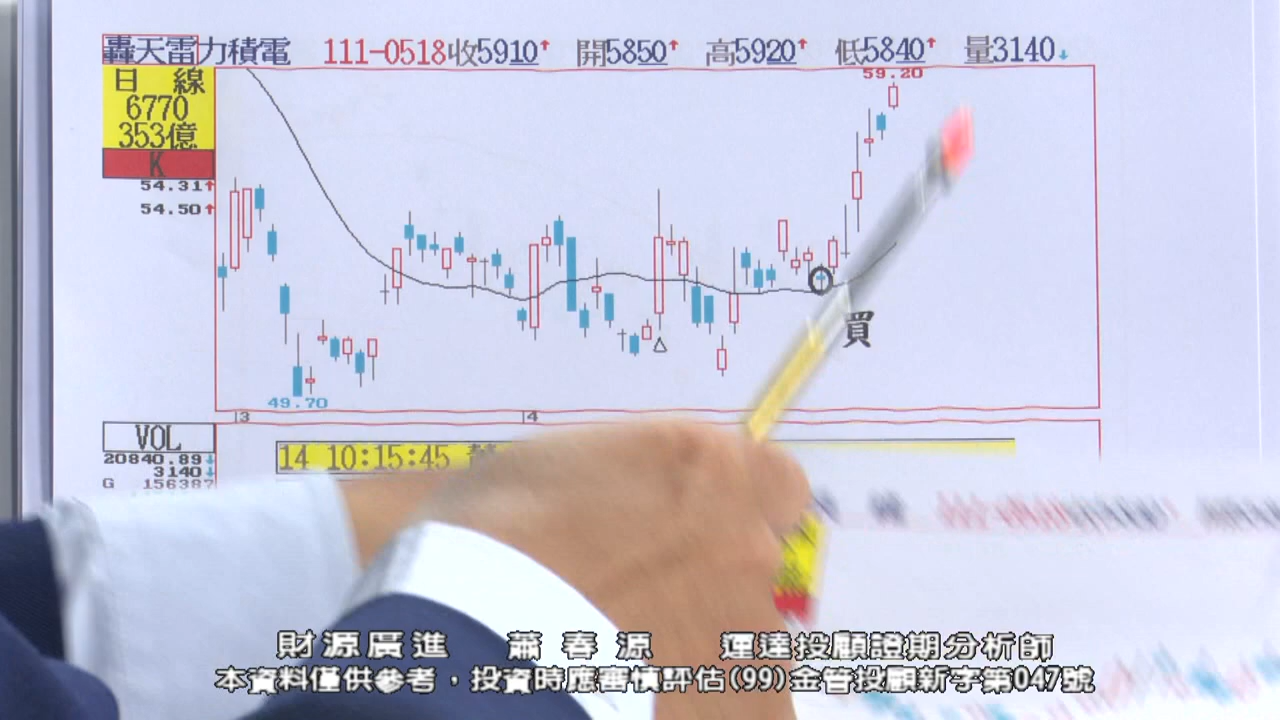 轟天雷力積電 111-0518收5910↑ 開5850↑ 高5920↑ 低5840↑ 量3140↓
日 線
6770
353億
K
59.20
54.31↑
54.50↑
買
49.70
3
4
VOL
20840.89↓
3140↓
G 156387
14 10:15:45
財源廣進 蕭春源 運達投顧證期分析師
本資料僅供參考，投資時應審慎評估(99)金管投顧新字第047號